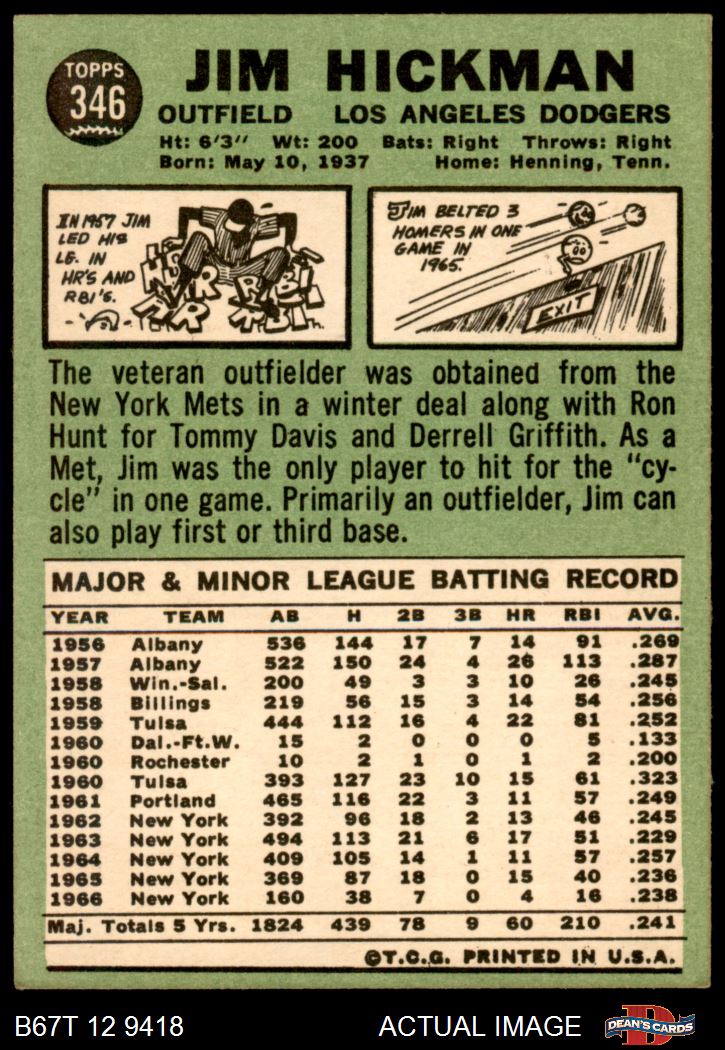 TOPPS
346
JIM HICKMAN
OUTFIELD LOS ANGELES DODGERS
Ht: 6'3" Wt: 200 Bats: Right Throws: Right
Born: May 10, 1937 Home: Henning, Tenn.
IN 1957 JIM
LED HIS
LG. IN
HR'S AND
RBI'S.
JIM BELTED 3
HOMERS IN ONE
GAME IN
1965.
EXIT
The veteran outfielder was obtained from the
New York Mets in a winter deal along with Ron
Hunt for Tommy Davis and Derrell Griffith. As a
Met, Jim was the only player to hit for the "cy-
cle" in one game. Primarily an outfielder, Jim can
also play first or third base.
MAJOR & MINOR LEAGUE BATTING RECORD
YEAR TEAM AB H 2B 3B HR RBI AVG.
1956 Albany 536 144 17 7 14 91 .269
1957 Albany 522 150 24 4 26 113 .287
1958 Win.-Sal. 200 49 3 3 10 26 .245
1958 Billings 219 56 15 3 14 54 .256
1959 Tulsa 444 112 16 4 22 81 .252
1960 Dal.-Ft.W. 15 2 0 0 0 5 .133
1960 Rochester 10 2 1 0 1 2 .200
1960 Tulsa 393 127 23 10 15 61 .323
1961 Portland 465 116 22 3 11 57 .249
1962 New York 392 96 18 2 13 46 .245
1963 New York 494 113 21 6 17 51 .229
1964 New York 409 105 14 1 11 57 .257
1965 New York 369 87 18 0 15 40 .236
1966 New York 160 38 7 0 4 16 .238
Maj. Totals 5 Yrs. 1824 439 78 9 60 210 .241
©T.C.G. PRINTED IN U.S.A.
B67T 12 9418 ACTUAL IMAGE
D
DEAN'S CARDS